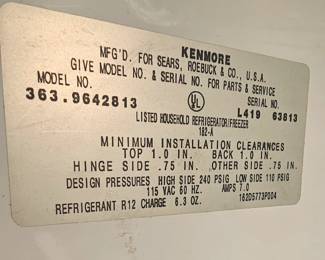 KENMORE
MFG'D. FOR SEARS, ROEBUCK & CO., U.S.A.
GIVE MODEL NO. & SERIAL NO. FOR PARTS & SERVICE
MODEL NO. SERIAL NO.
363.9642813 UL L419 63813
LISTED HOUSEHOLD REFRIGERATOR/FREEZER
182-A
MINIMUM INSTALLATION CLEARANCES
TOP 1.0 IN. BACK 1.0 IN.
HINGE SIDE .75 IN. OTHER SIDE .75 IN.
DESIGN PRESSURES HIGH SIDE 240 PSIG LOW SIDE 110 PSIG
115 VAC 60 HZ. AMPS 7.0
REFRIGERANT R12 CHARGE 6.3 OZ. 162D5773P004